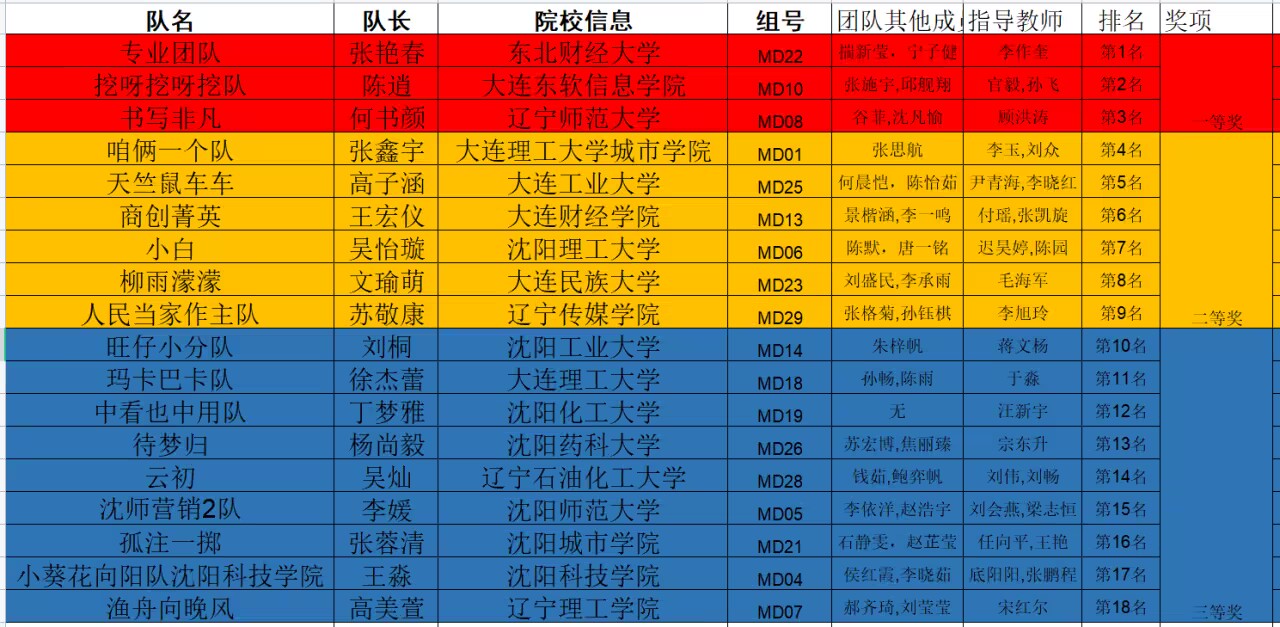 队名 队长 院校信息 组号 团队其他成 指导教师 排名 奖项
专业团队 张艳春 东北财经大学 MD22 揣新莹，宁子健 李作奎 第1名
挖呀挖呀挖队 陈逍 大连东软信息学院 MD10 张施宇,邱舰翔 官毅,孙飞 第2名
书写非凡 何书颜 辽宁师范大学 MD08 谷菲,沈凡愉 顾洪涛 第3名 一等奖
咱俩一个队 张鑫宇 大连理工大学城市学院 MD01 张思航 李玉,刘众 第4名
天竺鼠车车 高子涵 大连工业大学 MD25 何晨恺，陈怡茹 尹青海,李晓红 第5名
商创菁英 王宏仪 大连财经学院 MD13 景楷涵,李一鸣 付瑶,张凯旋 第6名
小白 吴怡璇 沈阳理工大学 MD06 陈默，唐一铭 迟昊婷,陈园 第7名
柳雨濛濛 文瑜萌 大连民族大学 MD23 刘盛民,李承雨 毛海军 第8名
人民当家作主队 苏敬康 辽宁传媒学院 MD29 张格菊,孙钰棋 李旭玲 第9名 二等奖
旺仔小分队 刘桐 沈阳工业大学 MD14 朱梓帆 蒋文杨 第10名
玛卡巴卡队 徐杰蕾 大连理工大学 MD18 孙畅,陈雨 于淼 第11名
中看也中用队 丁梦雅 沈阳化工大学 MD19 无 汪新宇 第12名
待梦归 杨尚毅 沈阳药科大学 MD26 苏宏博,焦丽臻 宗东升 第13名
云初 吴灿 辽宁石油化工大学 MD28 钱茹,鲍弈帆 刘伟,刘畅 第14名
沈师营销2队 李媛 沈阳师范大学 MD05 李依洋,赵浩宇 刘会燕,梁志恒 第15名
孤注一掷 张蓉清 沈阳城市学院 MD21 石静雯，赵芷莹 任向平,王艳 第16名
小葵花向阳队沈阳科技学院 王淼 沈阳科技学院 MD04 侯红霞,李晓茹 底阳阳,张鹏程 第17名
渔舟向晚风 高美萱 辽宁理工学院 MD07 郝齐琦,刘莹莹 宋红尔 第18名 三等奖